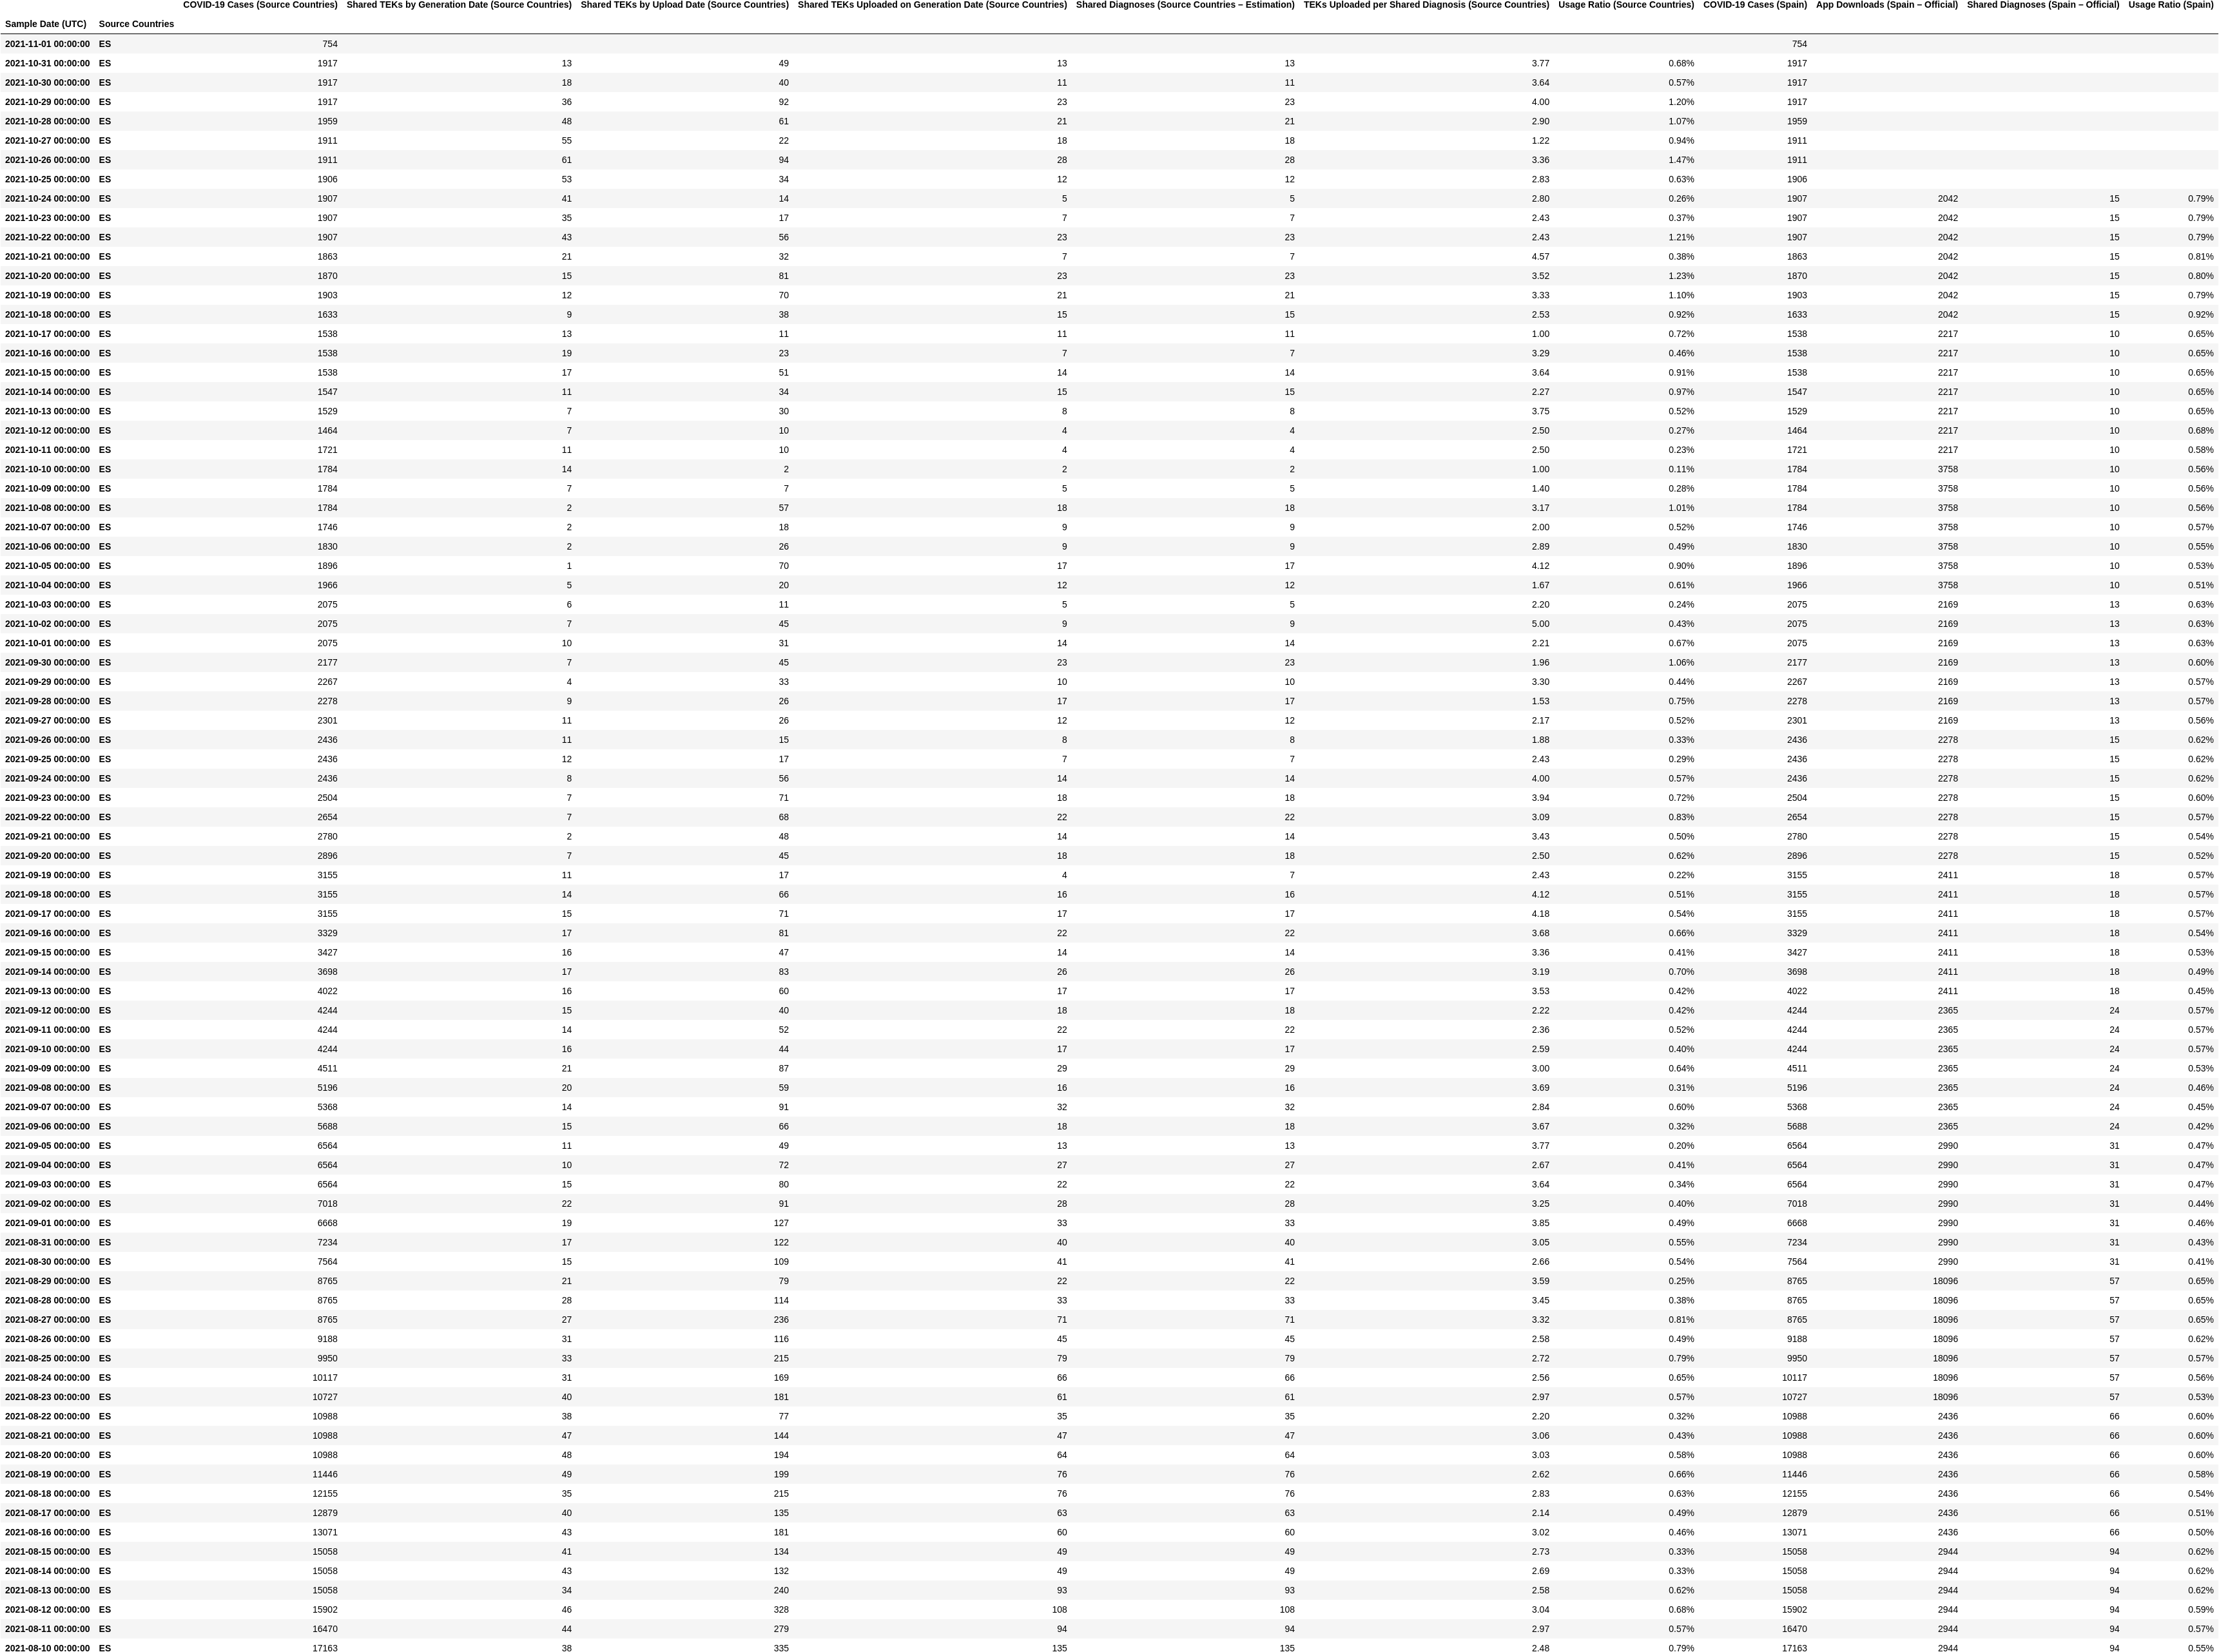 COVID-19 Cases (Source Countries) Shared TEKs by Generation Date (Source Countries) Shared TEKs by Upload Date (Source Countries) Shared TEKs Uploaded on Generation Date (Source Countries) Shared Diagnoses (Source Countries – Estimation) TEKs Uploaded per Shared Diagnosis (Source Countries) Usage Ratio (Source Countries) COVID-19 Cases (Spain) App Downloads (Spain – Official) Shared Diagnoses (Spain – Official) Usage Ratio (Spain)
Sample Date (UTC) Source Countries
2021-11-01 00:00:00 ES 754 754
2021-10-31 00:00:00 ES 1917 13 49 13 13 3.77 0.68% 1917
2021-10-30 00:00:00 ES 1917 18 40 11 11 3.64 0.57% 1917
2021-10-29 00:00:00 ES 1917 36 92 23 23 4.00 1.20% 1917
2021-10-28 00:00:00 ES 1959 48 61 21 21 2.90 1.07% 1959
2021-10-27 00:00:00 ES 1911 55 22 18 18 1.22 0.94% 1911
2021-10-26 00:00:00 ES 1911 61 94 28 28 3.36 1.47% 1911
2021-10-25 00:00:00 ES 1906 53 34 12 12 2.83 0.63% 1906
2021-10-24 00:00:00 ES 1907 41 14 5 5 2.80 0.26% 1907 2042 15 0.79%
2021-10-23 00:00:00 ES 1907 35 17 7 7 2.43 0.37% 1907 2042 15 0.79%
2021-10-22 00:00:00 ES 1907 43 56 23 23 2.43 1.21% 1907 2042 15 0.79%
2021-10-21 00:00:00 ES 1863 21 32 7 7 4.57 0.38% 1863 2042 15 0.81%
2021-10-20 00:00:00 ES 1870 15 81 23 23 3.52 1.23% 1870 2042 15 0.80%
2021-10-19 00:00:00 ES 1903 12 70 21 21 3.33 1.10% 1903 2042 15 0.79%
2021-10-18 00:00:00 ES 1633 9 38 15 15 2.53 0.92% 1633 2042 15 0.92%
2021-10-17 00:00:00 ES 1538 13 11 11 11 1.00 0.72% 1538 2217 10 0.65%
2021-10-16 00:00:00 ES 1538 19 23 7 7 3.29 0.46% 1538 2217 10 0.65%
2021-10-15 00:00:00 ES 1538 17 51 14 14 3.64 0.91% 1538 2217 10 0.65%
2021-10-14 00:00:00 ES 1547 11 34 15 15 2.27 0.97% 1547 2217 10 0.65%
2021-10-13 00:00:00 ES 1529 7 30 8 8 3.75 0.52% 1529 2217 10 0.65%
2021-10-12 00:00:00 ES 1464 7 10 4 4 2.50 0.27% 1464 2217 10 0.68%
2021-10-11 00:00:00 ES 1721 11 10 4 4 2.50 0.23% 1721 2217 10 0.58%
2021-10-10 00:00:00 ES 1784 14 2 2 2 1.00 0.11% 1784 3758 10 0.56%
2021-10-09 00:00:00 ES 1784 7 7 5 5 1.40 0.28% 1784 3758 10 0.56%
2021-10-08 00:00:00 ES 1784 2 57 18 18 3.17 1.01% 1784 3758 10 0.56%
2021-10-07 00:00:00 ES 1746 2 18 9 9 2.00 0.52% 1746 3758 10 0.57%
2021-10-06 00:00:00 ES 1830 2 26 9 9 2.89 0.49% 1830 3758 10 0.55%
2021-10-05 00:00:00 ES 1896 1 70 17 17 4.12 0.90% 1896 3758 10 0.53%
2021-10-04 00:00:00 ES 1966 5 20 12 12 1.67 0.61% 1966 3758 10 0.51%
2021-10-03 00:00:00 ES 2075 6 11 5 5 2.20 0.24% 2075 2169 13 0.63%
2021-10-02 00:00:00 ES 2075 7 45 9 9 5.00 0.43% 2075 2169 13 0.63%
2021-10-01 00:00:00 ES 2075 10 31 14 14 2.21 0.67% 2075 2169 13 0.63%
2021-09-30 00:00:00 ES 2177 7 45 23 23 1.96 1.06% 2177 2169 13 0.60%
2021-09-29 00:00:00 ES 2267 4 33 10 10 3.30 0.44% 2267 2169 13 0.57%
2021-09-28 00:00:00 ES 2278 9 26 17 17 1.53 0.75% 2278 2169 13 0.57%
2021-09-27 00:00:00 ES 2301 11 26 12 12 2.17 0.52% 2301 2169 13 0.56%
2021-09-26 00:00:00 ES 2436 11 15 8 8 1.88 0.33% 2436 2278 15 0.62%
2021-09-25 00:00:00 ES 2436 12 17 7 7 2.43 0.29% 2436 2278 15 0.62%
2021-09-24 00:00:00 ES 2436 8 56 14 14 4.00 0.57% 2436 2278 15 0.62%
2021-09-23 00:00:00 ES 2504 7 71 18 18 3.94 0.72% 2504 2278 15 0.60%
2021-09-22 00:00:00 ES 2654 7 68 22 22 3.09 0.83% 2654 2278 15 0.57%
2021-09-21 00:00:00 ES 2780 2 48 14 14 3.43 0.50% 2780 2278 15 0.54%
2021-09-20 00:00:00 ES 2896 7 45 18 18 2.50 0.62% 2896 2278 15 0.52%
2021-09-19 00:00:00 ES 3155 11 17 4 7 2.43 0.22% 3155 2411 18 0.57%
2021-09-18 00:00:00 ES 3155 14 66 16 16 4.12 0.51% 3155 2411 18 0.57%
2021-09-17 00:00:00 ES 3155 15 71 17 17 4.18 0.54% 3155 2411 18 0.57%
2021-09-16 00:00:00 ES 3329 17 81 22 22 3.68 0.66% 3329 2411 18 0.54%
2021-09-15 00:00:00 ES 3427 16 47 14 14 3.36 0.41% 3427 2411 18 0.53%
2021-09-14 00:00:00 ES 3698 17 83 26 26 3.19 0.70% 3698 2411 18 0.49%
2021-09-13 00:00:00 ES 4022 16 60 17 17 3.53 0.42% 4022 2411 18 0.45%
2021-09-12 00:00:00 ES 4244 15 40 18 18 2.22 0.42% 4244 2365 24 0.57%
2021-09-11 00:00:00 ES 4244 14 52 22 22 2.36 0.52% 4244 2365 24 0.57%
2021-09-10 00:00:00 ES 4244 16 44 17 17 2.59 0.40% 4244 2365 24 0.57%
2021-09-09 00:00:00 ES 4511 21 87 29 29 3.00 0.64% 4511 2365 24 0.53%
2021-09-08 00:00:00 ES 5196 20 59 16 16 3.69 0.31% 5196 2365 24 0.46%
2021-09-07 00:00:00 ES 5368 14 91 32 32 2.84 0.60% 5368 2365 24 0.45%
2021-09-06 00:00:00 ES 5688 15 66 18 18 3.67 0.32% 5688 2365 24 0.42%
2021-09-05 00:00:00 ES 6564 11 49 13 13 3.77 0.20% 6564 2990 31 0.47%
2021-09-04 00:00:00 ES 6564 10 72 27 27 2.67 0.41% 6564 2990 31 0.47%
2021-09-03 00:00:00 ES 6564 15 80 22 22 3.64 0.34% 6564 2990 31 0.47%
2021-09-02 00:00:00 ES 7018 22 91 28 28 3.25 0.40% 7018 2990 31 0.44%
2021-09-01 00:00:00 ES 6668 19 127 33 33 3.85 0.49% 6668 2990 31 0.46%
2021-08-31 00:00:00 ES 7234 17 122 40 40 3.05 0.55% 7234 2990 31 0.43%
2021-08-30 00:00:00 ES 7564 15 109 41 41 2.66 0.54% 7564 2990 31 0.41%
2021-08-29 00:00:00 ES 8765 21 79 22 22 3.59 0.25% 8765 18096 57 0.65%
2021-08-28 00:00:00 ES 8765 28 114 33 33 3.45 0.38% 8765 18096 57 0.65%
2021-08-27 00:00:00 ES 8765 27 236 71 71 3.32 0.81% 8765 18096 57 0.65%
2021-08-26 00:00:00 ES 9188 31 116 45 45 2.58 0.49% 9188 18096 57 0.62%
2021-08-25 00:00:00 ES 9950 33 215 79 79 2.72 0.79% 9950 18096 57 0.57%
2021-08-24 00:00:00 ES 10117 31 169 66 66 2.56 0.65% 10117 18096 57 0.56%
2021-08-23 00:00:00 ES 10727 40 181 61 61 2.97 0.57% 10727 18096 57 0.53%
2021-08-22 00:00:00 ES 10988 38 77 35 35 2.20 0.32% 10988 2436 66 0.60%
2021-08-21 00:00:00 ES 10988 47 144 47 47 3.06 0.43% 10988 2436 66 0.60%
2021-08-20 00:00:00 ES 10988 48 194 64 64 3.03 0.58% 10988 2436 66 0.60%
2021-08-19 00:00:00 ES 11446 49 199 76 76 2.62 0.66% 11446 2436 66 0.58%
2021-08-18 00:00:00 ES 12155 35 215 76 76 2.83 0.63% 12155 2436 66 0.54%
2021-08-17 00:00:00 ES 12879 40 135 63 63 2.14 0.49% 12879 2436 66 0.51%
2021-08-16 00:00:00 ES 13071 43 181 60 60 3.02 0.46% 13071 2436 66 0.50%
2021-08-15 00:00:00 ES 15058 41 134 49 49 2.73 0.33% 15058 2944 94 0.62%
2021-08-14 00:00:00 ES 15058 43 132 49 49 2.69 0.33% 15058 2944 94 0.62%
2021-08-13 00:00:00 ES 15058 34 240 93 93 2.58 0.62% 15058 2944 94 0.62%
2021-08-12 00:00:00 ES 15902 46 328 108 108 3.04 0.68% 15902 2944 94 0.59%
2021-08-11 00:00:00 ES 16470 44 279 94 94 2.97 0.57% 16470 2944 94 0.57%
2021-08-10 00:00:00 ES 17163 38 335 135 135 2.48 0.79% 17163 2944 94 0.55%